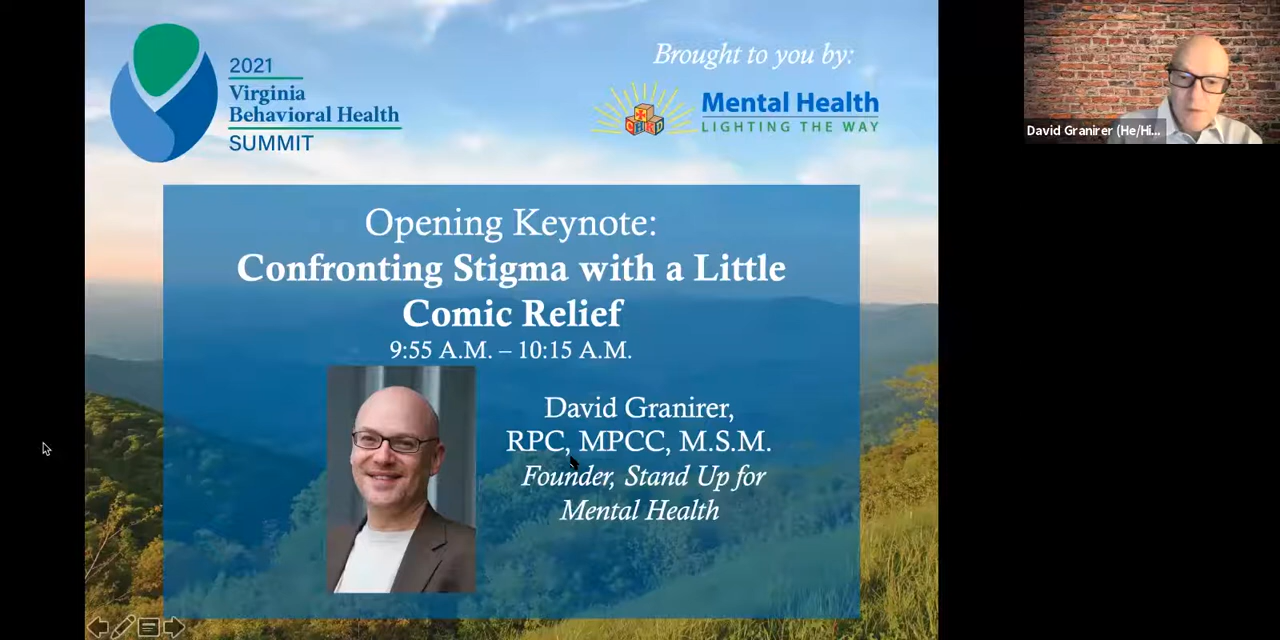 2021
Virginia
Behavioral Health
SUMMIT
Brought to you by:
Mental Health
LIGHTING THE WAY
Opening Keynote:
Confronting Stigma with a Little
Comic Relief
9:55 A.M. – 10:15 A.M.
David Granirer,
RPC, MPCC, M.S.M.
Founder, Stand Up for
Mental Health
David Granirer (He/Hi...